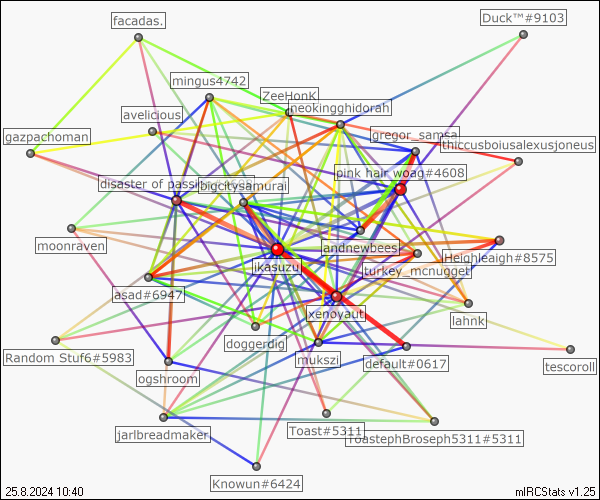 facadas.
Duck™#9103
mingus4742
ZeeHonK
neokingghidorah
avelicious
gazpachoman
gregor_samsa
thiccusboiusalexusjoneus
pink hair woag#4608
disaster of passi
bigcitysamurai
moonraven
andnewbees
ikasuzu
turkey_mcnugget
Heighleaigh#8575
asad#6947
xenoyaut
lahnk
doggerdig
mukszi
default#0617
Random Stuf6#5983
tescoroll
ogshroom
jarlbreadmaker
Toast#5311
ToastephBroseph5311#5311
Knowun#6424
25.8.2024 10:40
mIRCStats v1.25